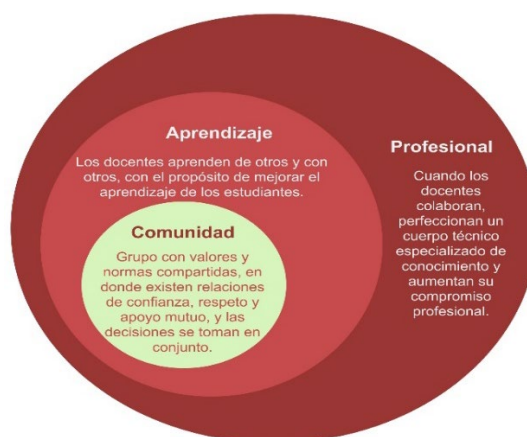 Aprendizaje
Los docentes aprenden de otros y con
otros, con el propósito de mejorar el
aprendizaje de los estudiantes.
Comunidad
Grupo con valores y
normas compartidas, en
donde existen relaciones
de confianza, respeto y
apoyo mutuo, y las
decisiones se toman en
conjunto.
Profesional
Cuando los
docentes
colaboran,
perfeccionan un
cuerpo técnico
especializado de
conocimiento y
aumentan su
compromiso
profesional.